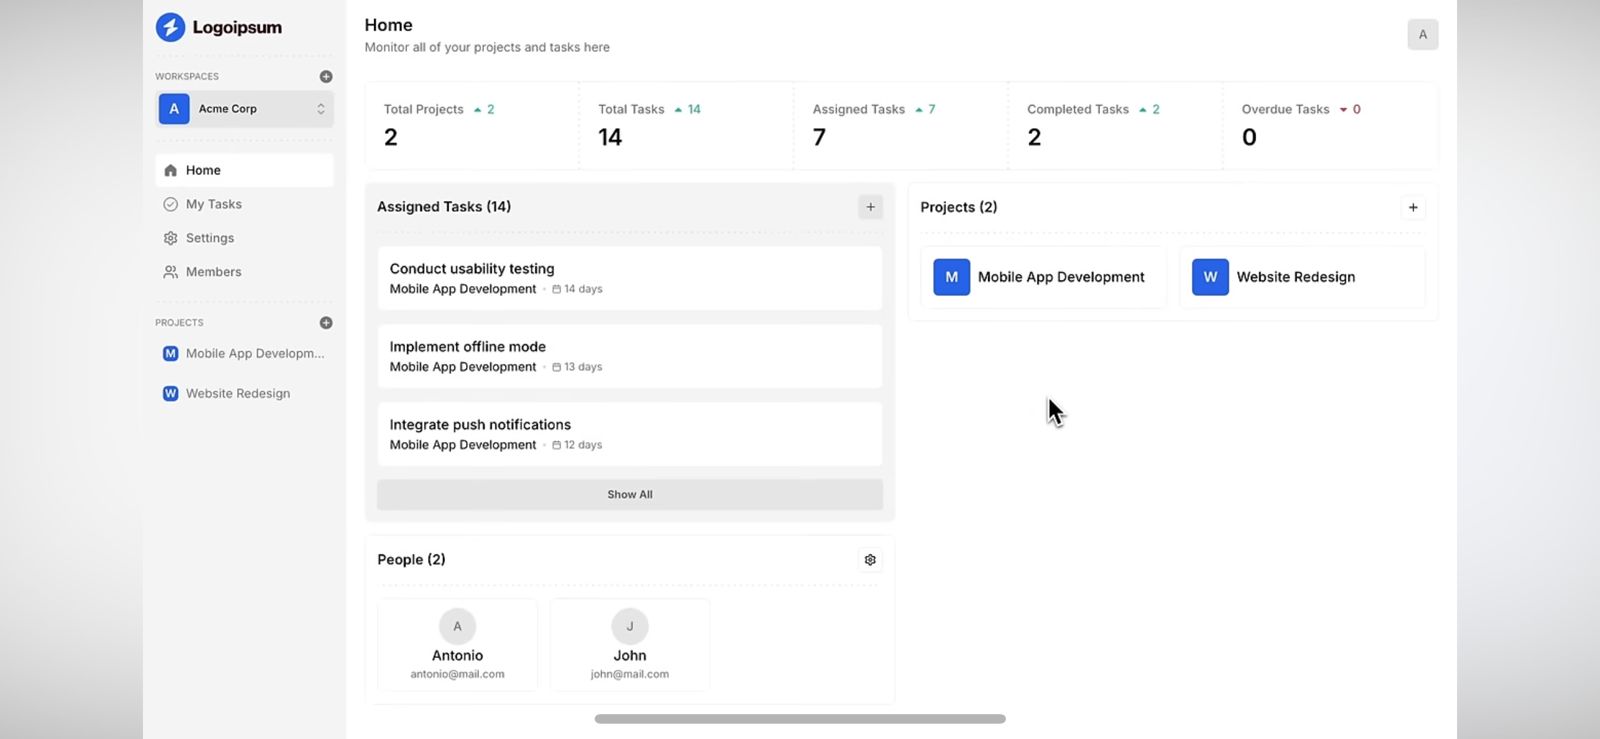 Logoipsum
WORKSPACES
A Acme Corp
Home
My Tasks
Settings
Members
PROJECTS
M Mobile App Developm...
W Website Redesign
Home
Monitor all of your projects and tasks here
A
Total Projects 2
2
Total Tasks 14
14
Assigned Tasks 7
7
Completed Tasks 2
2
Overdue Tasks 0
0
Assigned Tasks (14)
Conduct usability testing
Mobile App Development • 14 days
Implement offline mode
Mobile App Development • 13 days
Integrate push notifications
Mobile App Development • 12 days
Show All
Projects (2)
M Mobile App Development
W Website Redesign
People (2)
A
Antonio
antonio@mail.com
J
John
john@mail.com